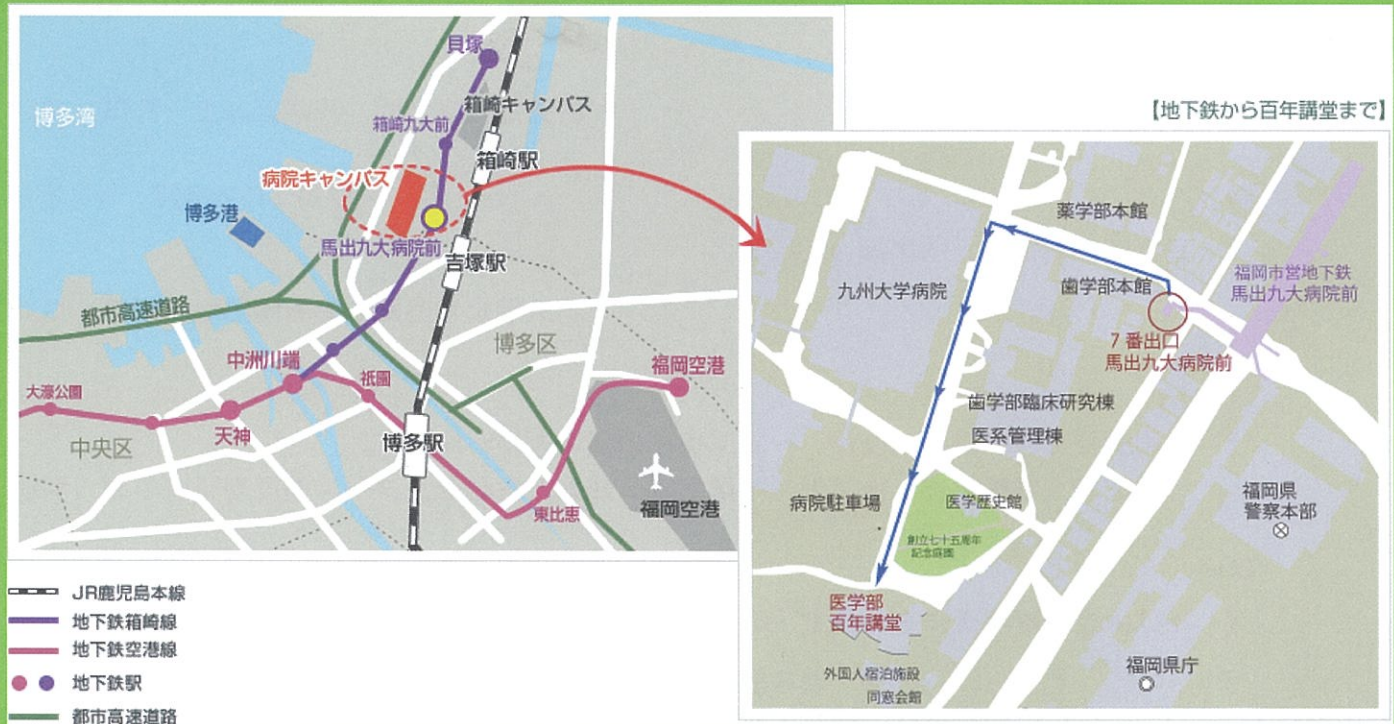 貝塚
箱崎キャンパス
博多湾
箱崎九大前
箱崎駅
病院キャンパス
博多港
馬出九大病院前
吉塚駅
都市高速道路
博多区
中洲川端
祇園
福岡空港
大濠公園
天神
中央区
博多駅
東比恵
福岡空港
JR鹿児島本線
地下鉄箱崎線
地下鉄空港線
地下鉄駅
都市高速道路
【地下鉄から百年講堂まで】
薬学部本館
福岡市営地下鉄
馬出九大病院前
九州大学病院
歯学部本館
7番出口
馬出九大病院前
歯学部臨床研究棟
医系管理棟
病院駐車場
医学歴史館
福岡県
警察本部
創立七十五周年
記念庭園
医学部
百年講堂
福岡県庁
外国人宿泊施設
同窓会館